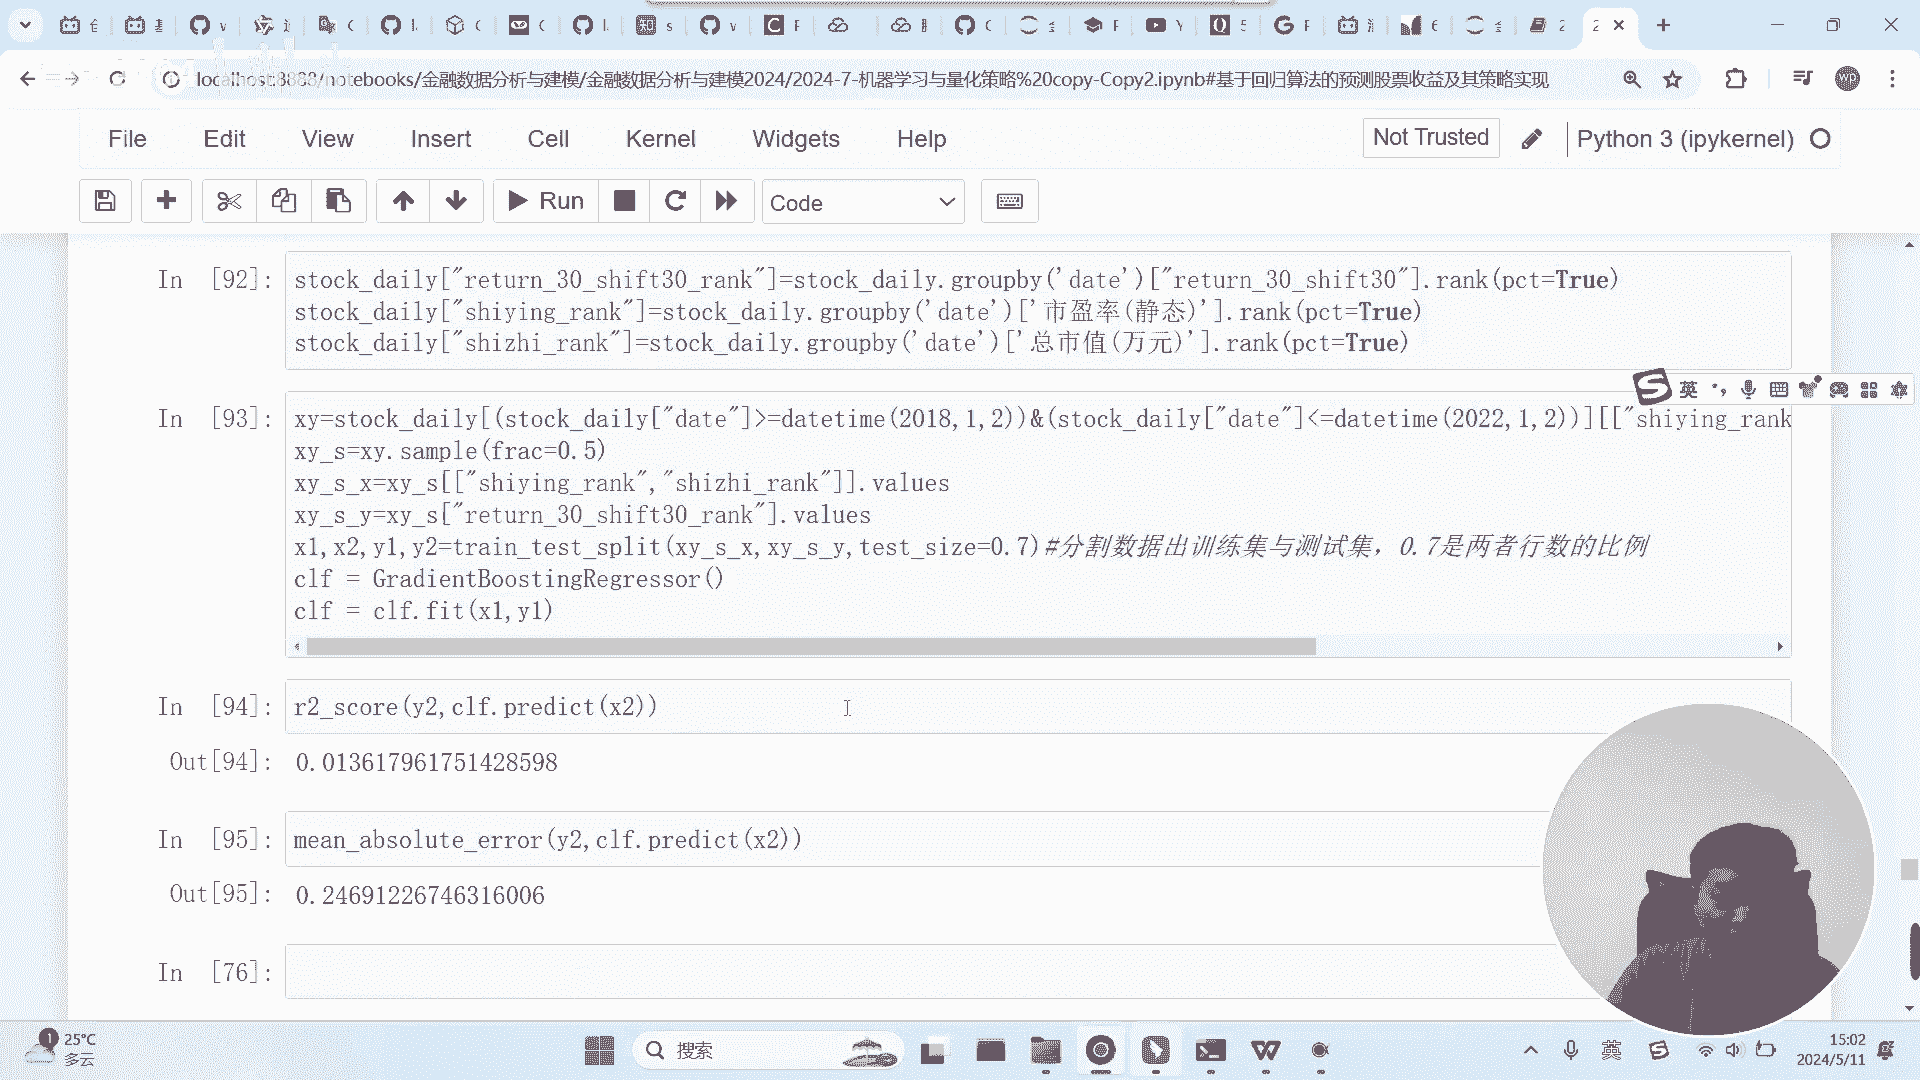 localhost:8888/notebooks/金融数据分析与建模/金融数据分析与建模2024/2024-7-机器学习与量化策略%20copy-Copy2.ipynb#基于回归算法的预测股票收益及其策略实现
wp
File Edit View Insert Cell Kernel Widgets Help
Not Trusted
Python 3 (ipykernel)
Run
Code
In [92]:
stock_daily["return_30_shift30_rank"]=stock_daily.groupby('date')["return_30_shift30"].rank(pct=True)
stock_daily["shiying_rank"]=stock_daily.groupby('date')['市盈率(静态)'].rank(pct=True)
stock_daily["shizhi_rank"]=stock_daily.groupby('date')['总市值(万元)'].rank(pct=True)
英
In [93]:
xy=stock_daily[(stock_daily["date"]>=datetime(2018,1,2))&(stock_daily["date"]<=datetime(2022,1,2))][["shiying_rank
xy_s=xy.sample(frac=0.5)
xy_s_x=xy_s[["shiying_rank","shizhi_rank"]].values
xy_s_y=xy_s["return_30_shift30_rank"].values
x1,x2,y1,y2=train_test_split(xy_s_x,xy_s_y,test_size=0.7)#分割数据出训练集与测试集，0.7是两者行数的比例
clf = GradientBoostingRegressor()
clf = clf.fit(x1,y1)
In [94]:
r2_score(y2,clf.predict(x2))
Out[94]:
0.013617961751428598
In [95]:
mean_absolute_error(y2,clf.predict(x2))
Out[95]:
0.24691226746316006
In [76]:
1
25°C
多云
搜索
英
15:02
2024/5/11